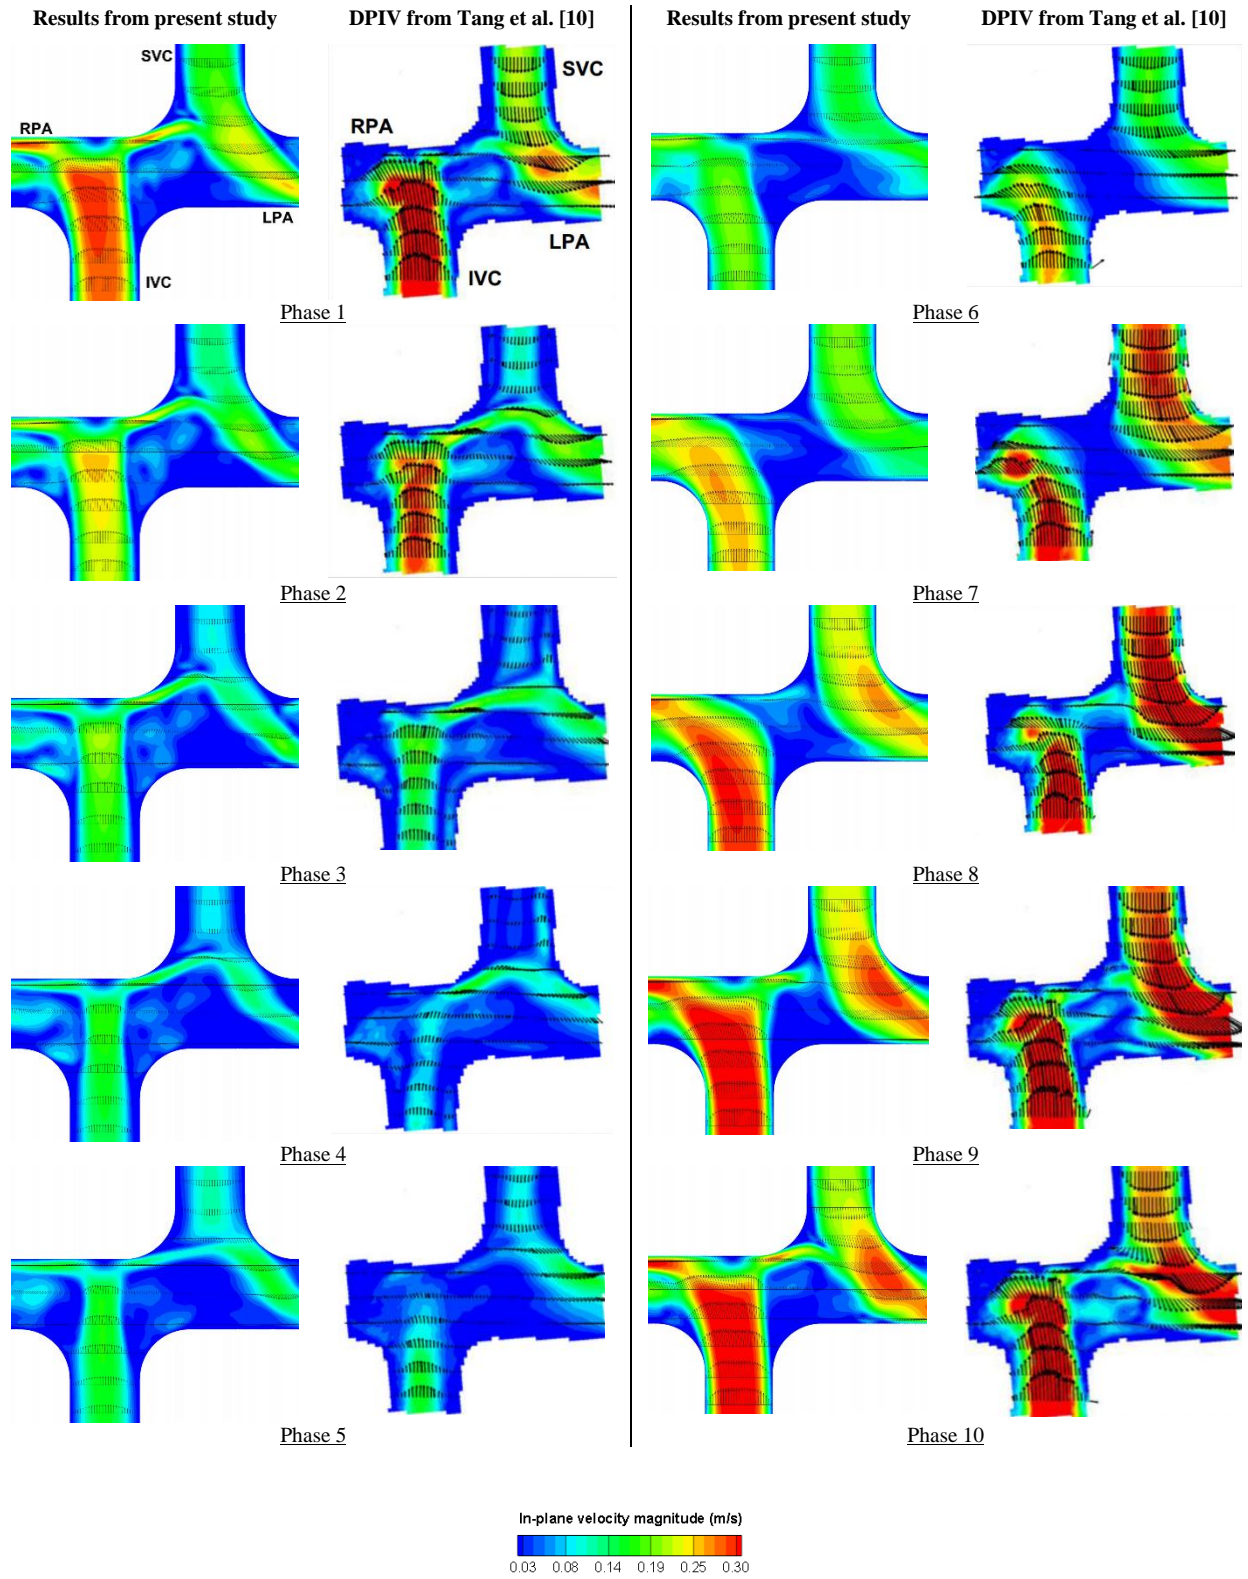 Results from present study
DPIV from Tang et al. [10]
Results from present study
DPIV from Tang et al. [10]
SVC
RPA
LPA
IVC
SVC
RPA
LPA
IVC
Phase 1
Phase 6
Phase 2
Phase 7
Phase 3
Phase 8
Phase 4
Phase 9
Phase 5
Phase 10
In-plane velocity magnitude (m/s)
0.03 0.08 0.14 0.19 0.25 0.30